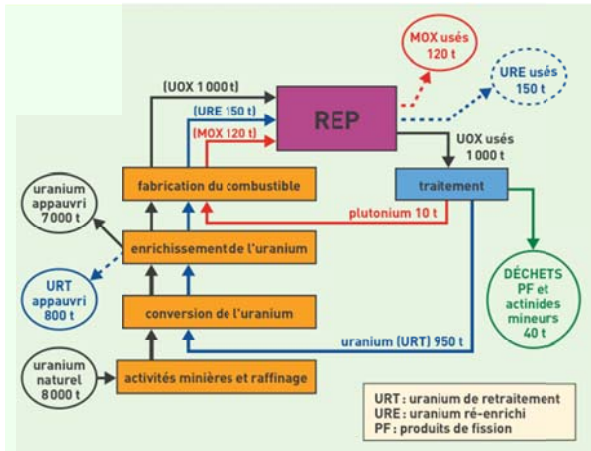 MOX usés
120 t
URE usés
150 t
(UOX 1 000 t)
(URE 150 t)
(MOX 120 t)
REP
UOX usés
1 000 t
fabrication du combustible
traitement
uranium
appauvri
7 000 t
plutonium 10 t
enrichissement de l'uranium
URT
appauvri
800 t
DÉCHETS
PF et
actinides
mineurs
40 t
conversion de l'uranium
uranium (URT) 950 t
uranium
naturel
8 000 t
activités minières et raffinage
URT : uranium de retraitement
URE : uranium ré-enrichi
PF : produits de fission